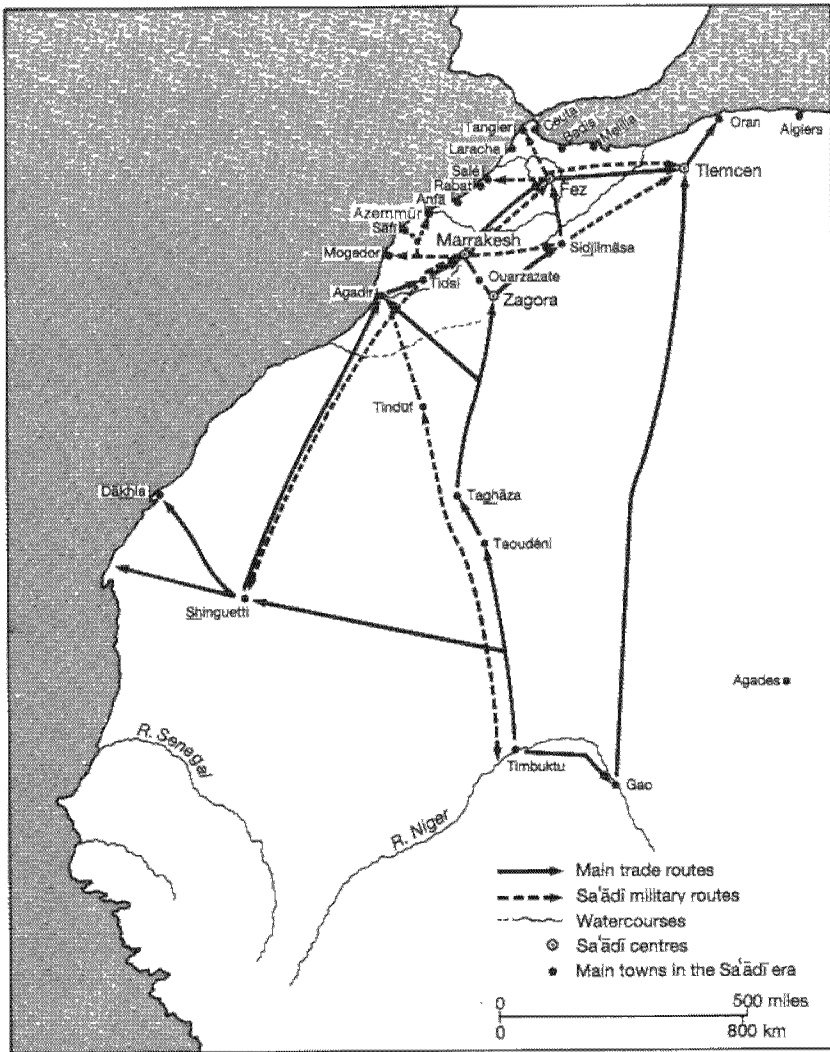 Tangier
Ceuta
Badis
Melilla
Oran
Algiers
Larache
Salé
Rabat
Fez
Tlemcen
Anfa
Azemmūr
Safi
Marrakesh
Mogador
Sidjilmāsa
Ouarzazate
Tidsi
Agadir
Zagora
Tindūf
Dākhla
Taghāza
Taoudéni
Shinguetti
Agades
R. Senegal
Timbuktu
Gao
R. Niger
Main trade routes
Sa'ādī military routes
Watercourses
Sa'ādī centres
Main towns in the Sa'ādī era
0 500 miles
0 800 km